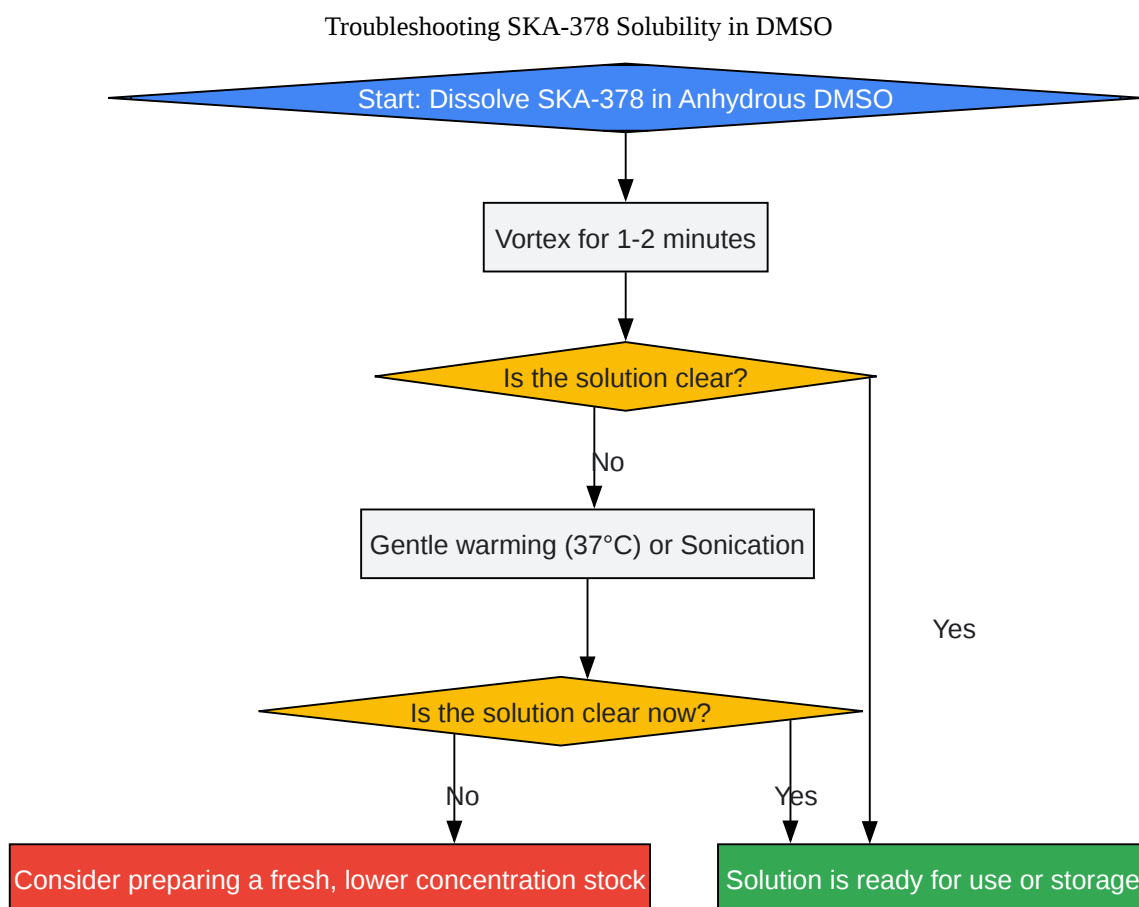 Troubleshooting SKA-378 Solubility in DMSO
Start: Dissolve SKA-378 in Anhydrous DMSO
Vortex for 1-2 minutes
Is the solution clear?
No
Gentle warming (37°C) or Sonication
Yes
Is the solution clear now?
No
Yes
Consider preparing a fresh, lower concentration stock
Solution is ready for use or storage